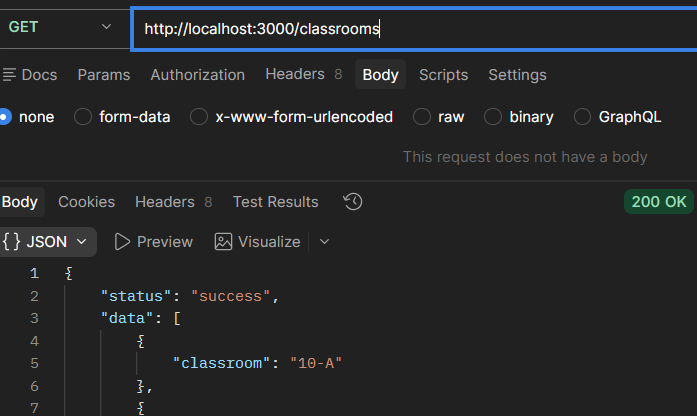 GET http://localhost:3000/classrooms
Docs Params Authorization Headers 8 Body Scripts Settings
none form-data x-www-form-urlencoded raw binary GraphQL
This request does not have a body
Body Cookies Headers 8 Test Results 200 OK
{} JSON Preview Visualize
1 {
2 "status": "success",
3 "data": [
4 {
5 "classroom": "10-A"
6 },
7 {